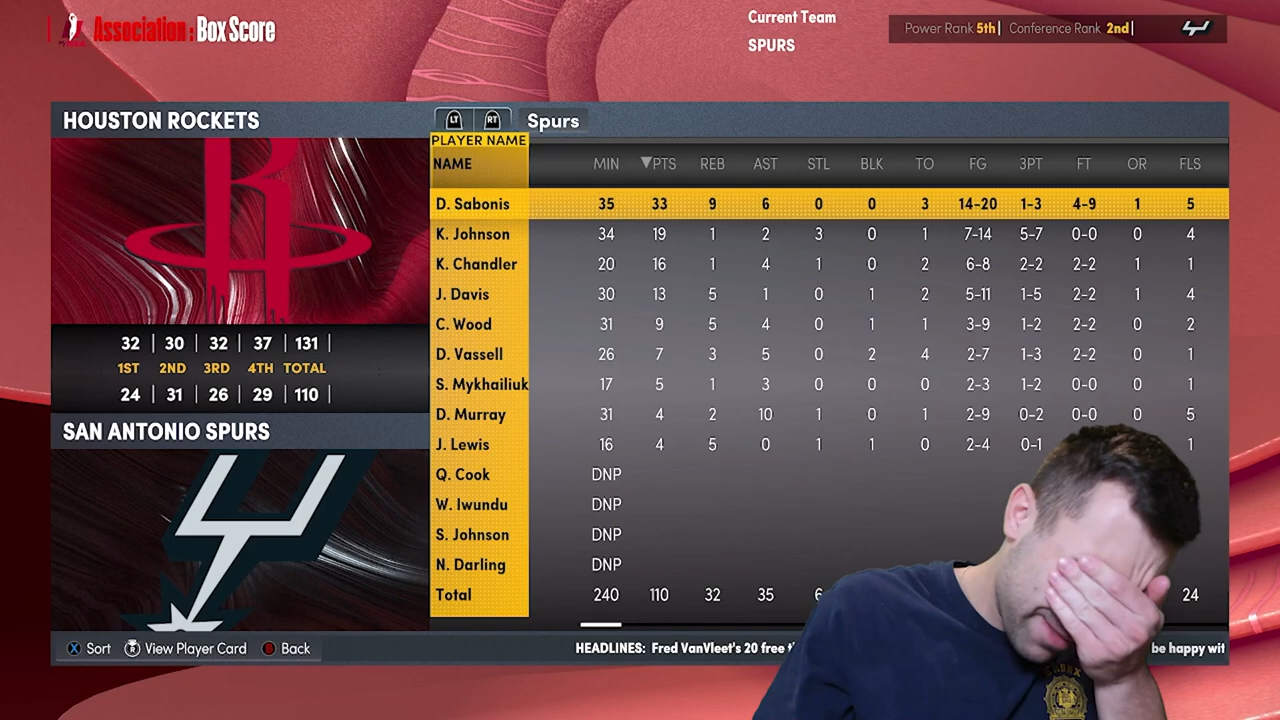 Association : Box Score
Current Team
SPURS
Power Rank 5th| Conference Rank 2nd|
HOUSTON ROCKETS
LT RT Spurs
PLAYER NAME
NAME MIN ▼PTS REB AST STL BLK TO FG 3PT FT OR FLS
D. Sabonis 35 33 9 6 0 0 3 14-20 1-3 4-9 1 5
K. Johnson 34 19 1 2 3 0 1 7-14 5-7 0-0 0 4
K. Chandler 20 16 1 4 1 0 2 6-8 2-2 2-2 1 1
J. Davis 30 13 5 1 0 1 2 5-11 1-5 2-2 1 4
C. Wood 31 9 5 4 0 1 1 3-9 1-2 2-2 0 2
D. Vassell 26 7 3 5 0 2 4 2-7 1-3 2-2 0 1
S. Mykhailiuk 17 5 1 3 0 0 0 2-3 1-2 0-0 0 1
D. Murray 31 4 2 10 1 0 1 2-9 0-2 0-0 0 5
J. Lewis 16 4 5 0 1 1 0 2-4 0-1 1
Q. Cook DNP
W. Iwundu DNP
S. Johnson DNP
N. Darling DNP
Total 240 110 32 35 6 24
32 | 30 | 32 | 37 | 131 |
1ST 2ND 3RD 4TH TOTAL
24 | 31 | 26 | 29 | 110 |
SAN ANTONIO SPURS
X Sort R View Player Card B Back
HEADLINES: Fred VanVleet's 20 free be happy wit